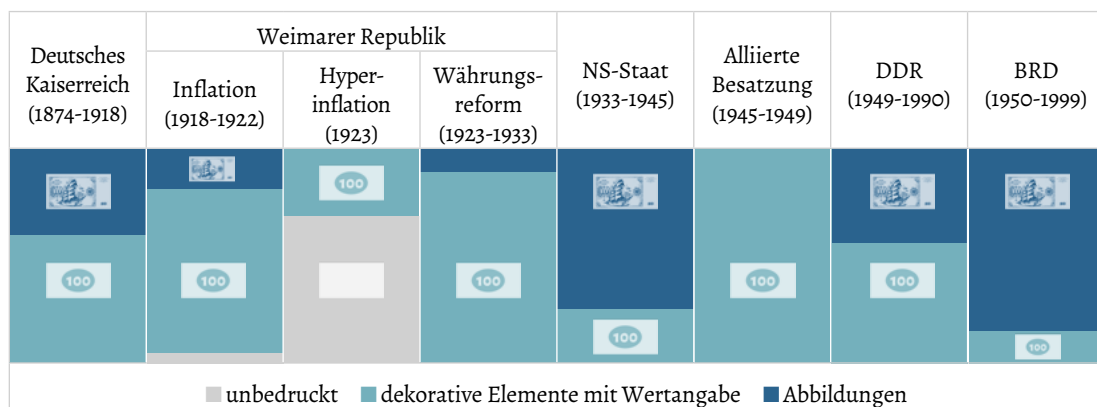 Deutsches
Kaiserreich
(1874-1918)
Weimarer Republik
Inflation
(1918-1922)
Hyper-
inflation
(1923)
Währungs-
reform
(1923-1933)
NS-Staat
(1933-1945)
Alliierte
Besatzung
(1945-1949)
DDR
(1949-1990)
BRD
(1950-1999)
100
100
100
100
100
100
100
100
unbedruckt
dekorative Elemente mit Wertangabe
Abbildungen